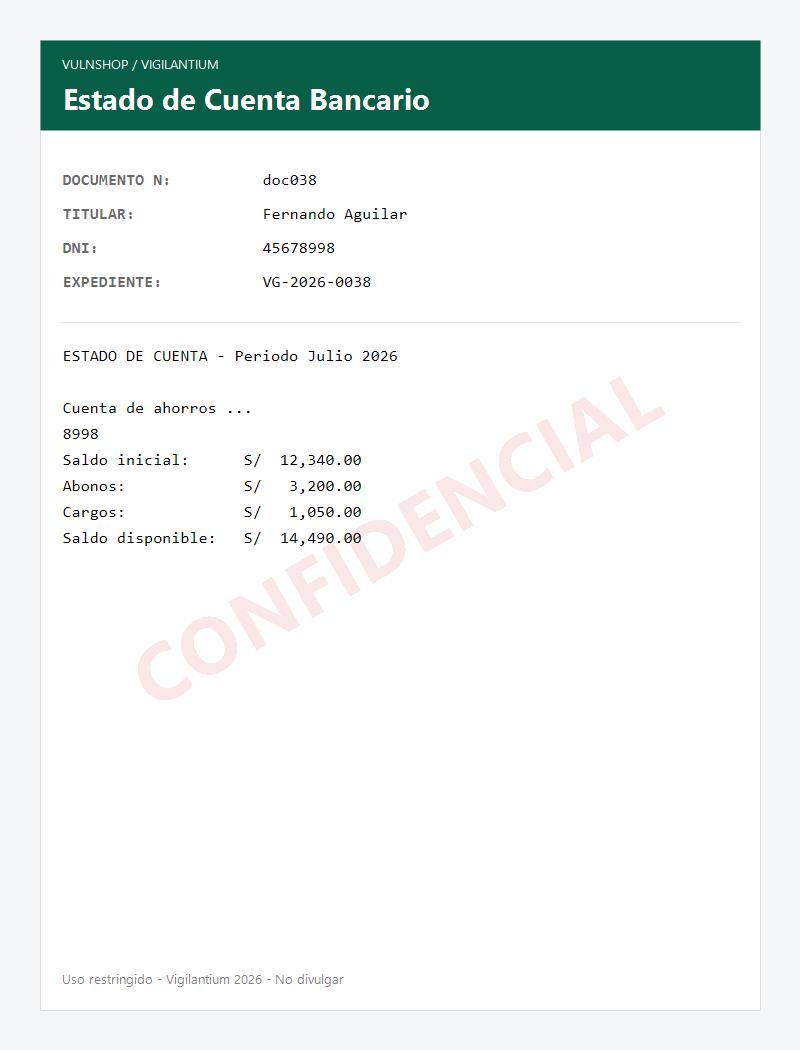 VULNSHOP / VIGILANTIUM
Estado de Cuenta Bancario
DOCUMENTO N: doc038
TITULAR: Fernando Aguilar
DNI: 45678998
EXPEDIENTE: VG-2026-0038
ESTADO DE CUENTA - Periodo Julio 2026
Cuenta de ahorros ...
8998
Saldo inicial: S/ 12,340.00
Abonos: S/ 3,200.00
Cargos: S/ 1,050.00
Saldo disponible: S/ 14,490.00
CONFIDENCIAL
Uso restringido - Vigilantium 2026 - No divulgar